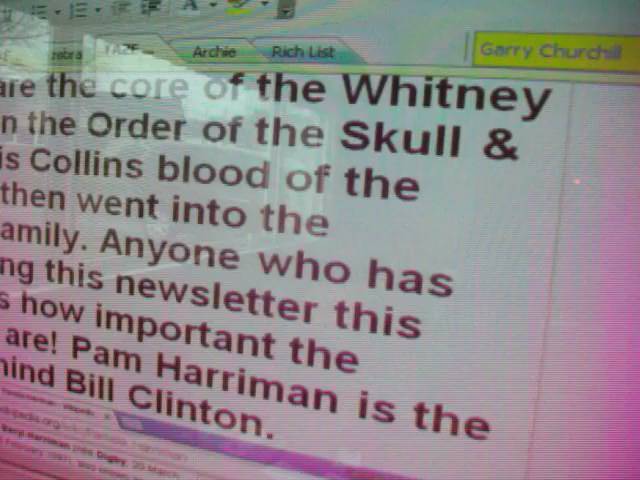 TAZE Archie Rich List Garry Churchill
are the core of the Whitney
n the Order of the Skull &
is Collins blood of the
then went into the
amily. Anyone who has
ng this newsletter this
s how important the
are! Pam Harriman is the
hind Bill Clinton.